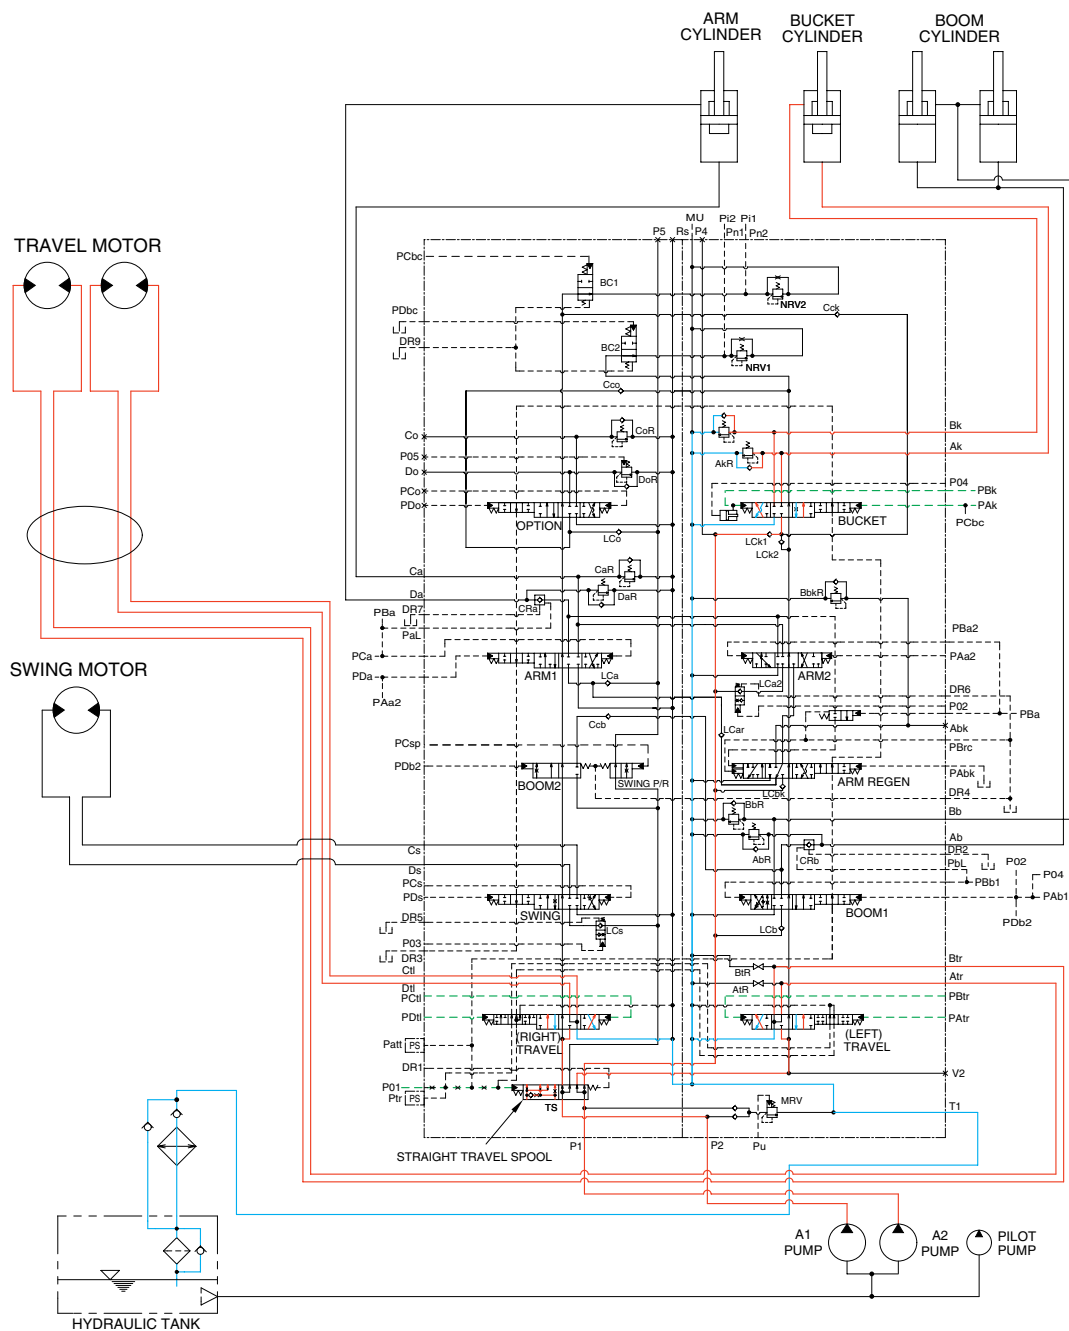 ARM
CYLINDER
BUCKET
CYLINDER
BOOM
CYLINDER
TRAVEL MOTOR
SWING MOTOR
MU
Pi2 Pi1
P5 Rs P4
Pn1 Pn2
PCbc
BC1
NRV2
Cck
PDbc
DR9
BC2
NRV1
Cco
Co
CoR
Bk
P05
Ak
Do
DoR
AkR
PCo
P04
PBk
PDo
PAk
OPTION
BUCKET
PCbc
LCo
LCk1
LCk2
Ca
CaR
Da
DaR
BbkR
PBa
DR7
CRa
PaL
PBa2
PCa
PAa2
PDa
ARM1
ARM2
PAa2
LCa
LCa2
DR6
P02
PBa
Ccb
LCar
Abk
PCsp
PBrc
PDb2
PAbk
BOOM2
SWING P/R
LCbk
ARM REGEN
DR4
BbR
Bb
Ab
AbR
CRb
DR2
Cs
PbL
P02
Ds
P04
PCs
PBb1
PDs
PAb1
SWING
BOOM1
PDb2
DR5
LCs
LCb
P03
DR3
Btr
Ctl
BtR
Atr
Dtl
AtR
PCtl
PBtr
PDtl
PAtr
(RIGHT)
TRAVEL
(LEFT)
TRAVEL
Patt
PS
DR1
V2
P01
Ptr
PS
TS
MRV
T1
STRAIGHT TRAVEL SPOOL
P1
P2
Pu
A1
PUMP
A2
PUMP
PILOT
PUMP
HYDRAULIC TANK